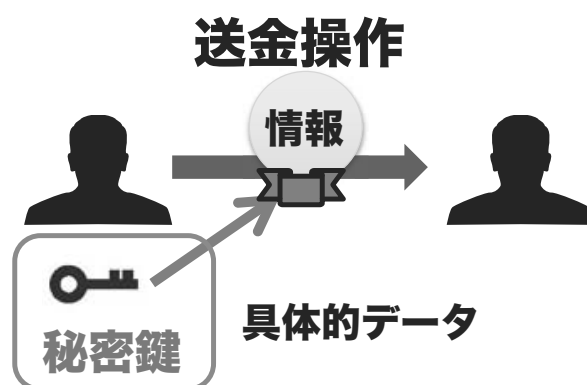 送金操作
情報
具体的データ
秘密鍵